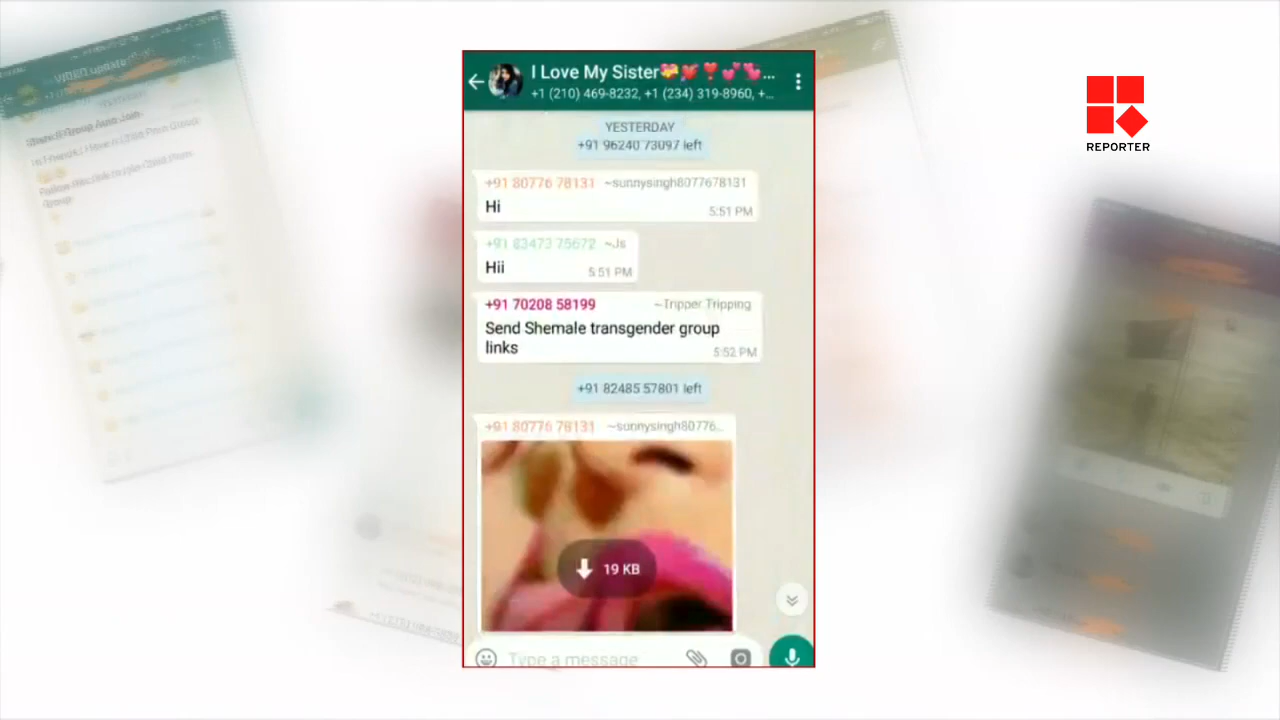 I Love My Sister💝💓❣💕💘...
+1 (210) 469-8232, +1 (234) 319-8960, +...
YESTERDAY
+91 96240 73097 left
+91 80776 78131 ~sunnysingh8077678131
Hi
5:51 PM
+91 83473 75672 ~Js
Hii
5:51 PM
+91 70208 58199 ~Tripper Tripping
Send Shemale transgender group
links
5:52 PM
+91 82485 57801 left
+91 80776 78131 ~sunnysingh80776...
19 KB
Type a message
REPORTER